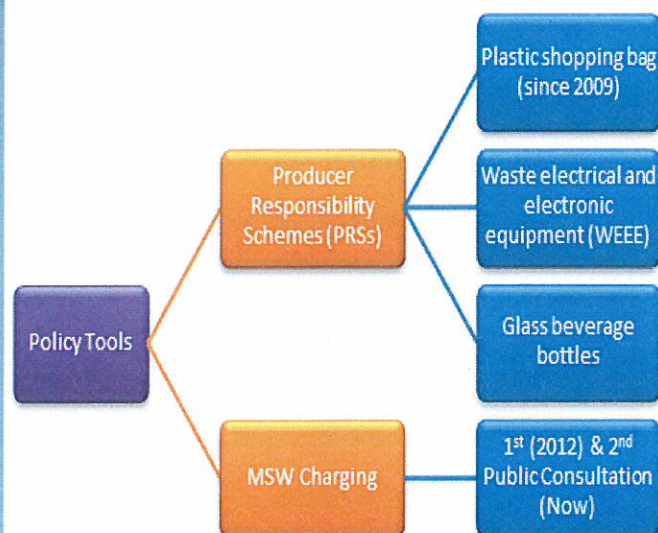 Policy Tools
Producer
Responsibility
Schemes (PRSs)
Plastic shopping bag
(since 2009)
Waste electrical and
electronic
equipment (WEEE)
Glass beverage
bottles
MSW Charging
1st (2012) & 2nd
Public Consultation
(Now)